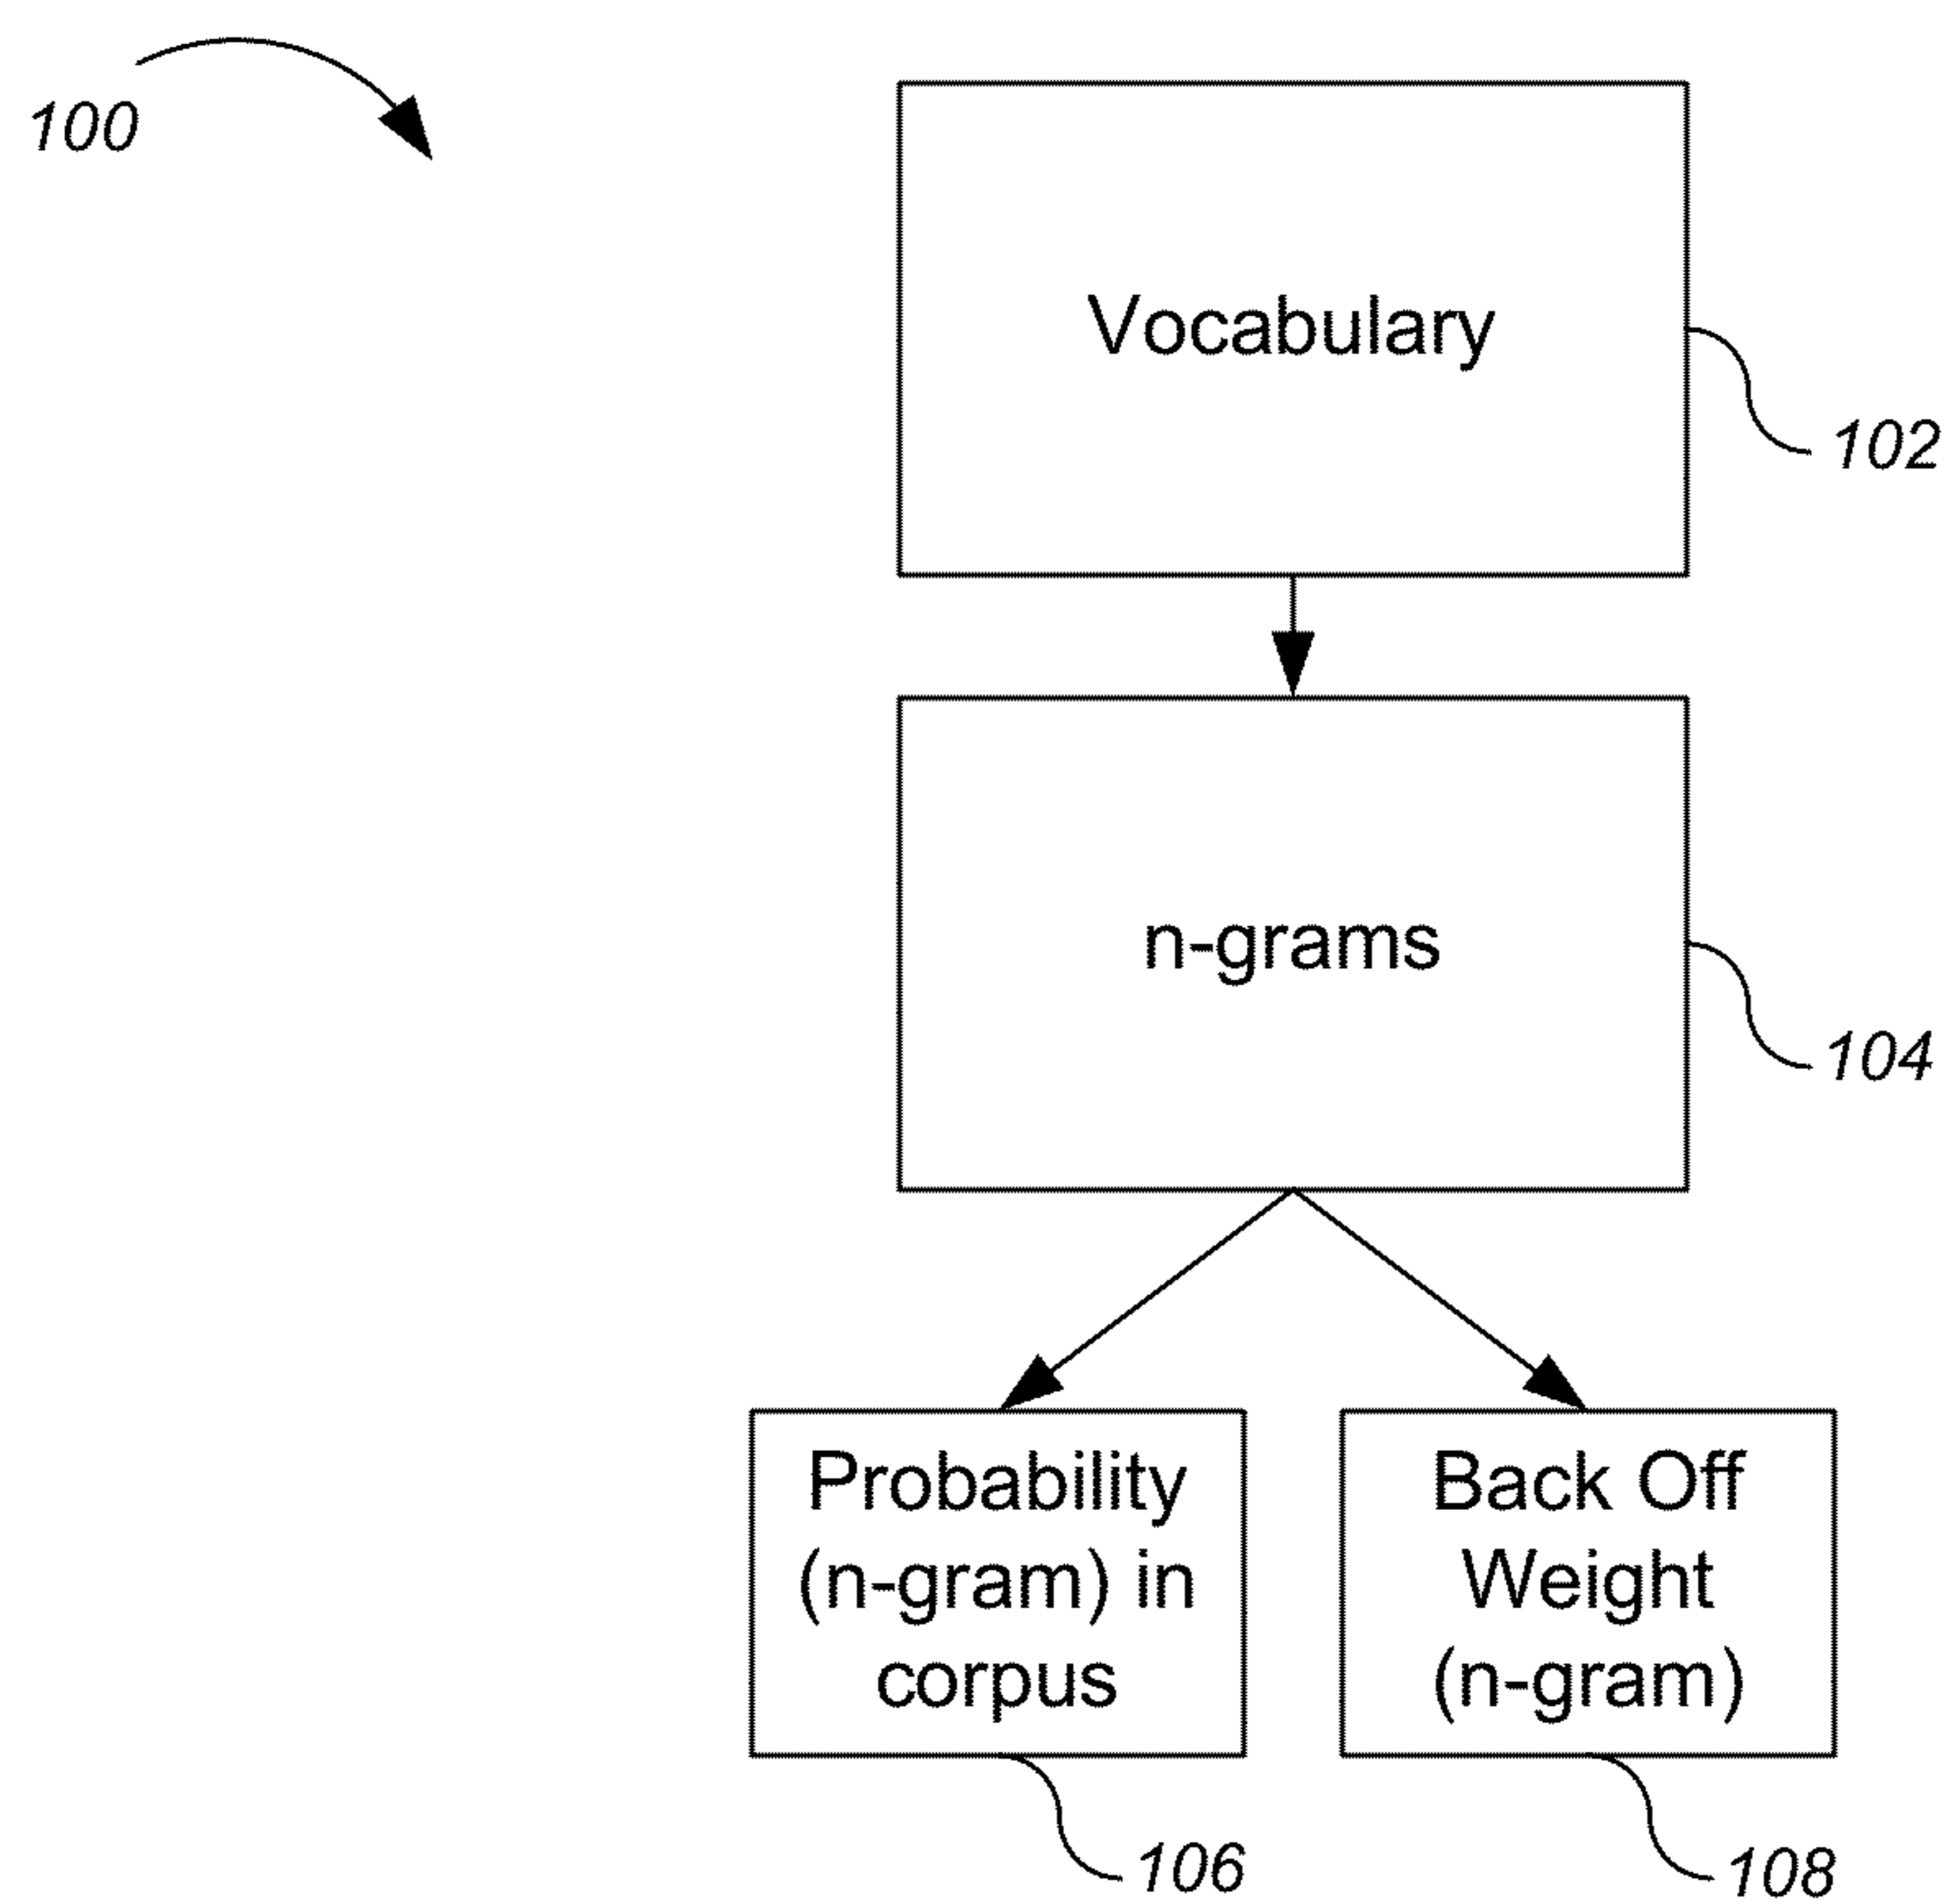 100
Vocabulary
102
n-grams
104
Probability
(n-gram) in
corpus
106
Back Off
Weight
(n-gram)
108